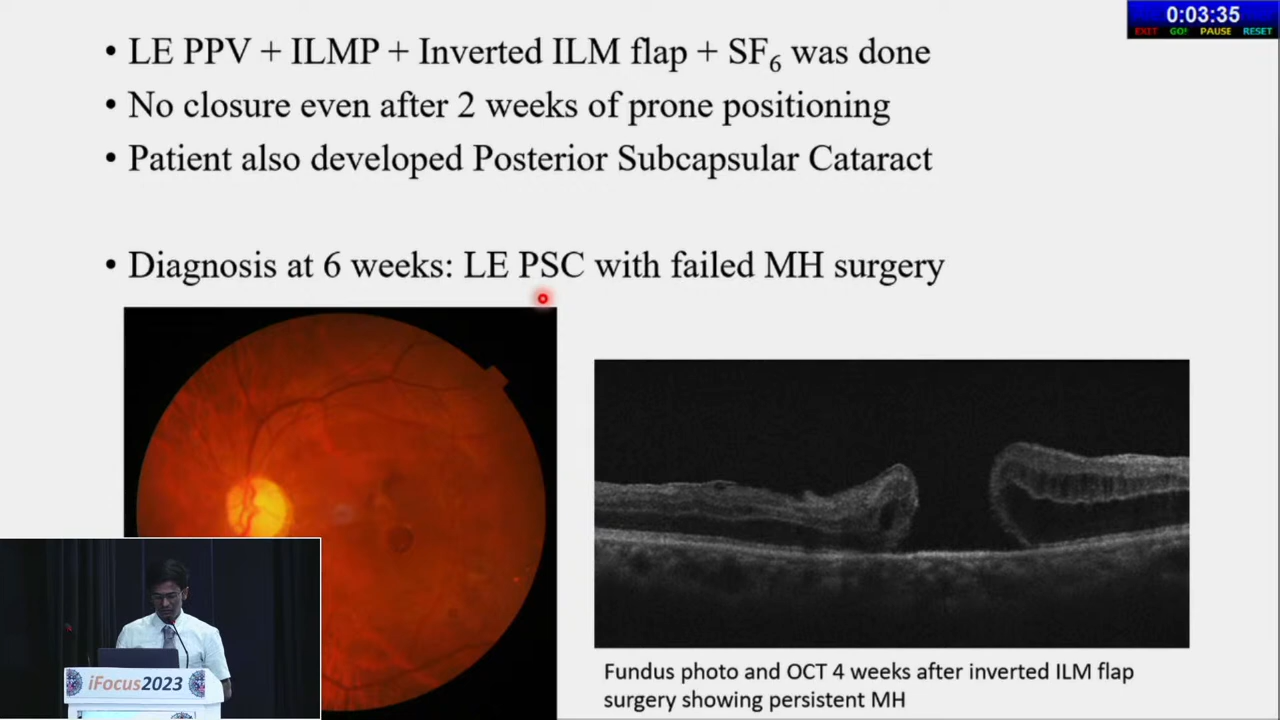 0:03:35
EXIT GO! PAUSE RESET
• LE PPV + ILMP + Inverted ILM flap + SF₆ was done
• No closure even after 2 weeks of prone positioning
• Patient also developed Posterior Subcapsular Cataract
• Diagnosis at 6 weeks: LE PSC with failed MH surgery
Fundus photo and OCT 4 weeks after inverted ILM flap
surgery showing persistent MH
iFocus2023